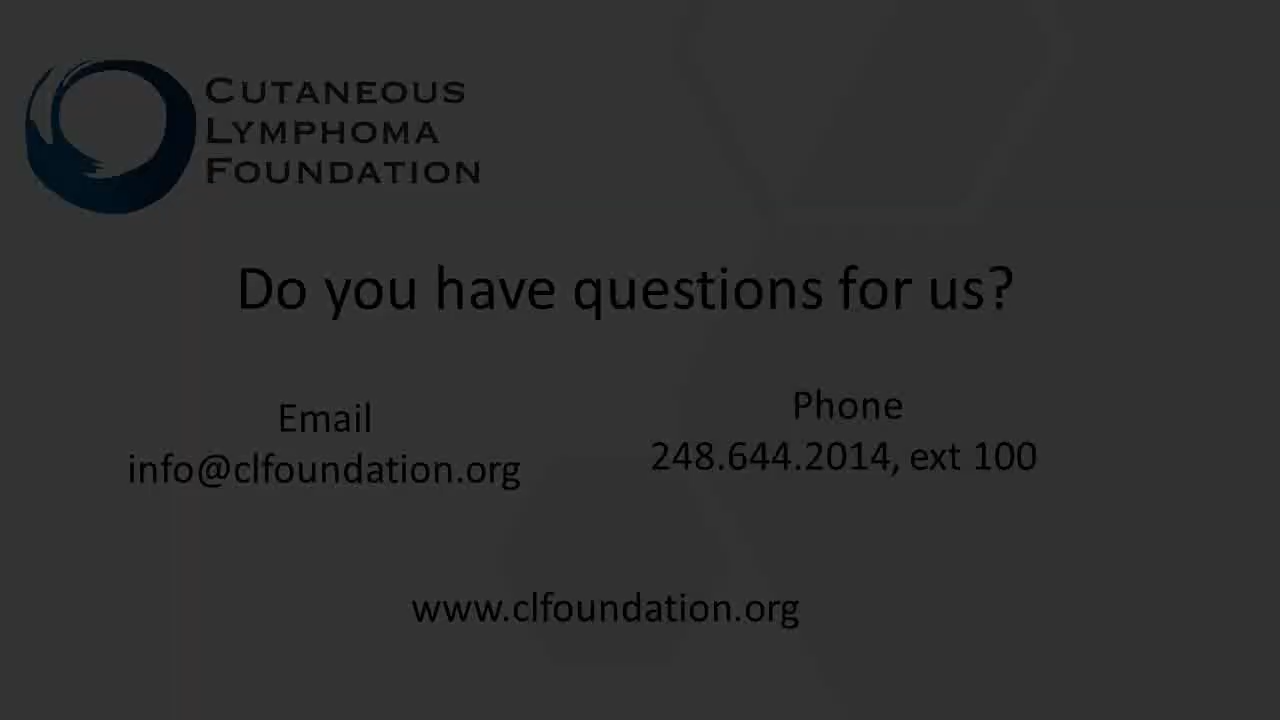 CUTANEOUS
LYMPHOMA
FOUNDATION
Do you have questions for us?
Email
info@clfoundation.org
Phone
248.644.2014, ext 100
www.clfoundation.org